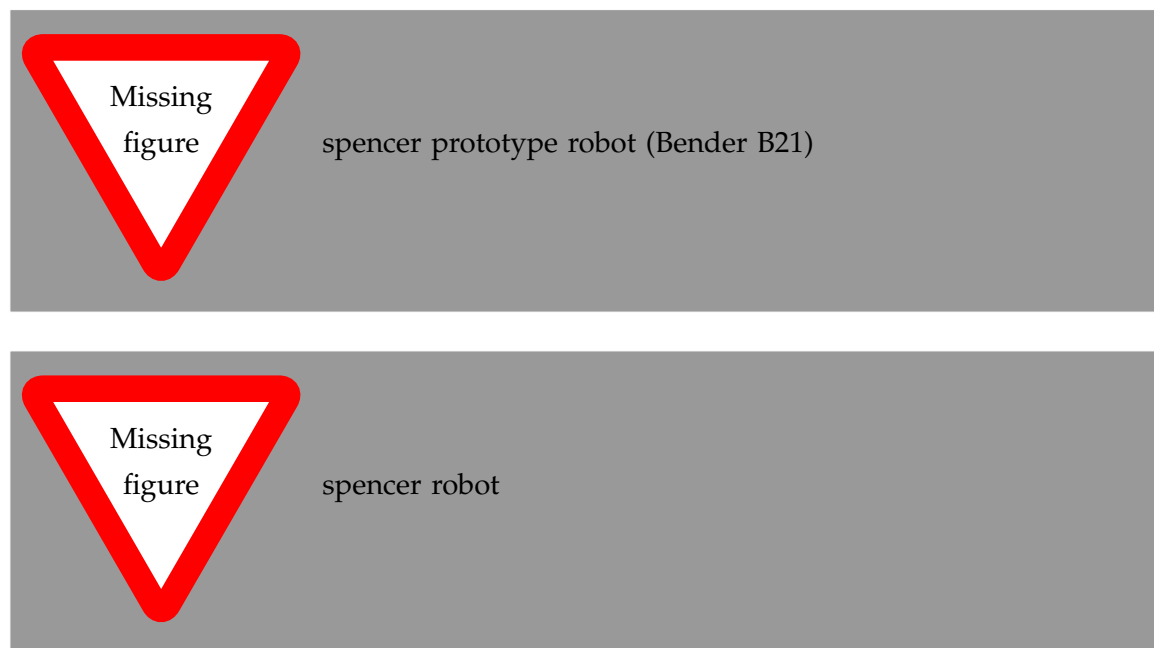 Missing
figure
spencer prototype robot (Bender B21)
Missing
figure
spencer robot